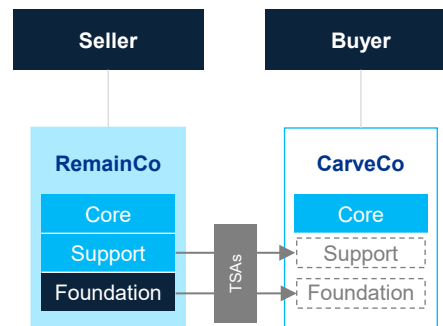 Seller
Buyer
RemainCo
CarveCo
Core
Core
Support
TSAs
Support
Foundation
Foundation